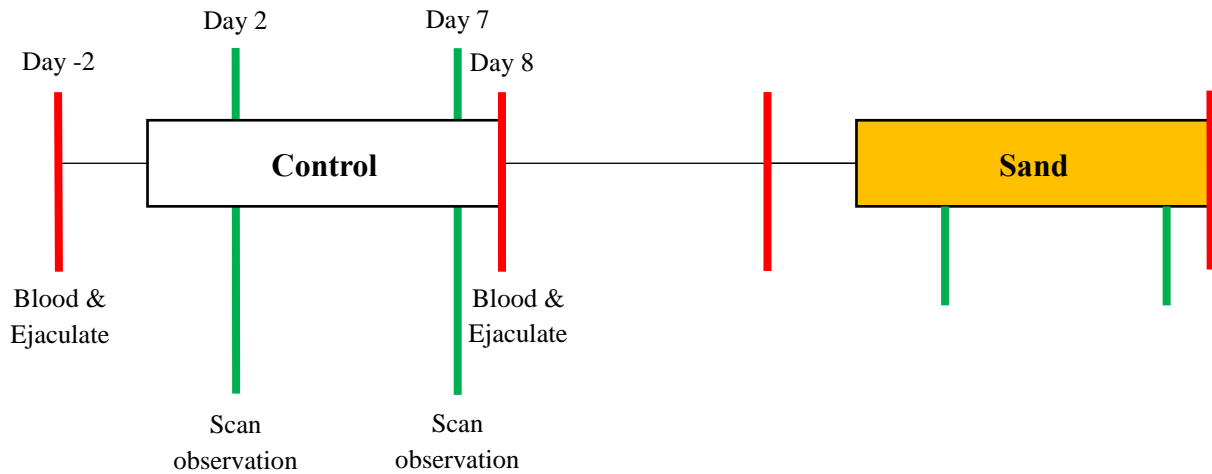 Day 2
Day 7
Day -2
Day 8
Control
Sand
Blood &
Ejaculate
Blood &
Ejaculate
Scan
observation
Scan
observation